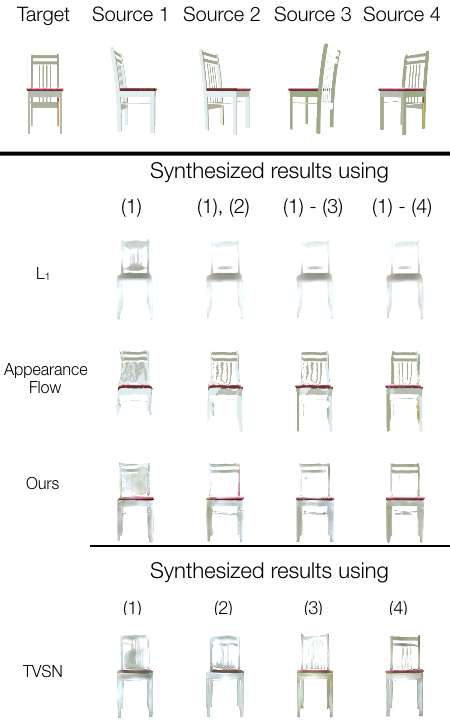 Target Source 1 Source 2 Source 3 Source 4
Synthesized results using
(1) (1), (2) (1) - (3) (1) - (4)
L₁
Appearance
Flow
Ours
Synthesized results using
(1) (2) (3) (4)
TVSN